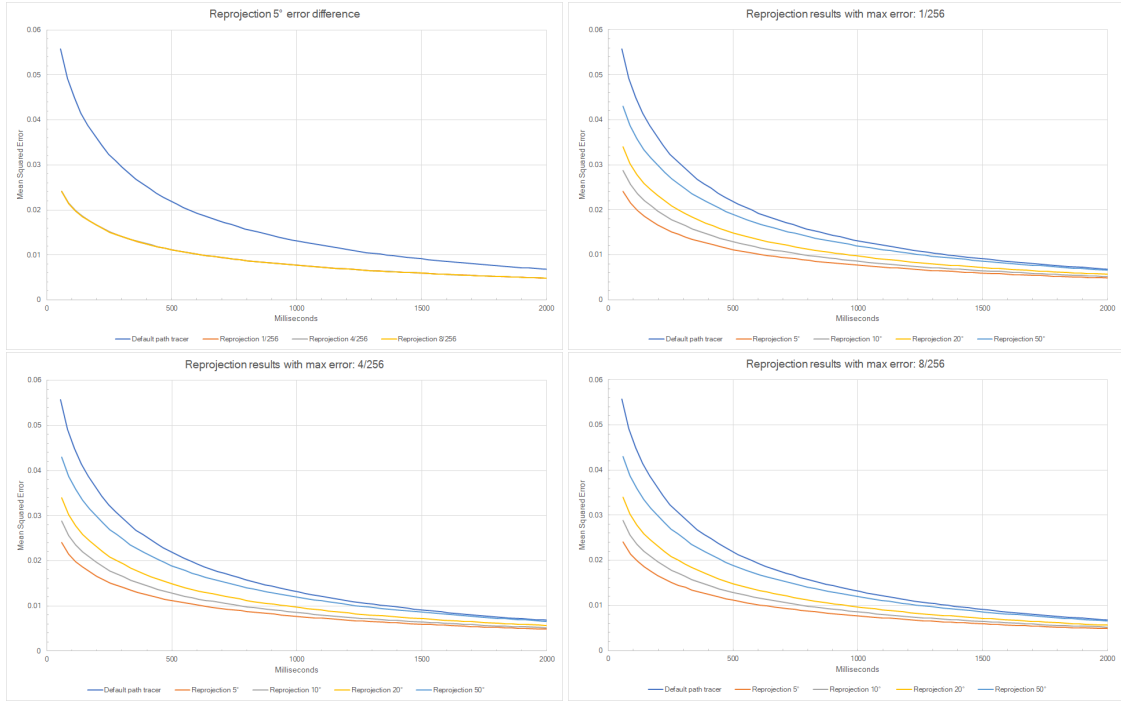 Reprojection 5° error difference
0.06
0.05
0.04
0.03
0.02
0.01
0
Mean Squared Error
0 500 1000 1500 2000
Milliseconds
Default path tracer Reprojection 1/256 Reprojection 4/256 Reprojection 8/256
Reprojection results with max error: 1/256
0.06
0.05
0.04
0.03
0.02
0.01
0
Mean Squared Error
0 500 1000 1500 2000
Milliseconds
Default path tracer Reprojection 5° Reprojection 10° Reprojection 20° Reprojection 50°
Reprojection results with max error: 4/256
0.06
0.05
0.04
0.03
0.02
0.01
0
Mean Squared Error
0 500 1000 1500 2000
Milliseconds
Default path tracer Reprojection 5° Reprojection 10° Reprojection 20° Reprojection 50°
Reprojection results with max error: 8/256
0.06
0.05
0.04
0.03
0.02
0.01
0
Mean Squared Error
0 500 1000 1500 2000
Milliseconds
Default path tracer Reprojection 5° Reprojection 10° Reprojection 20° Reprojection 50°